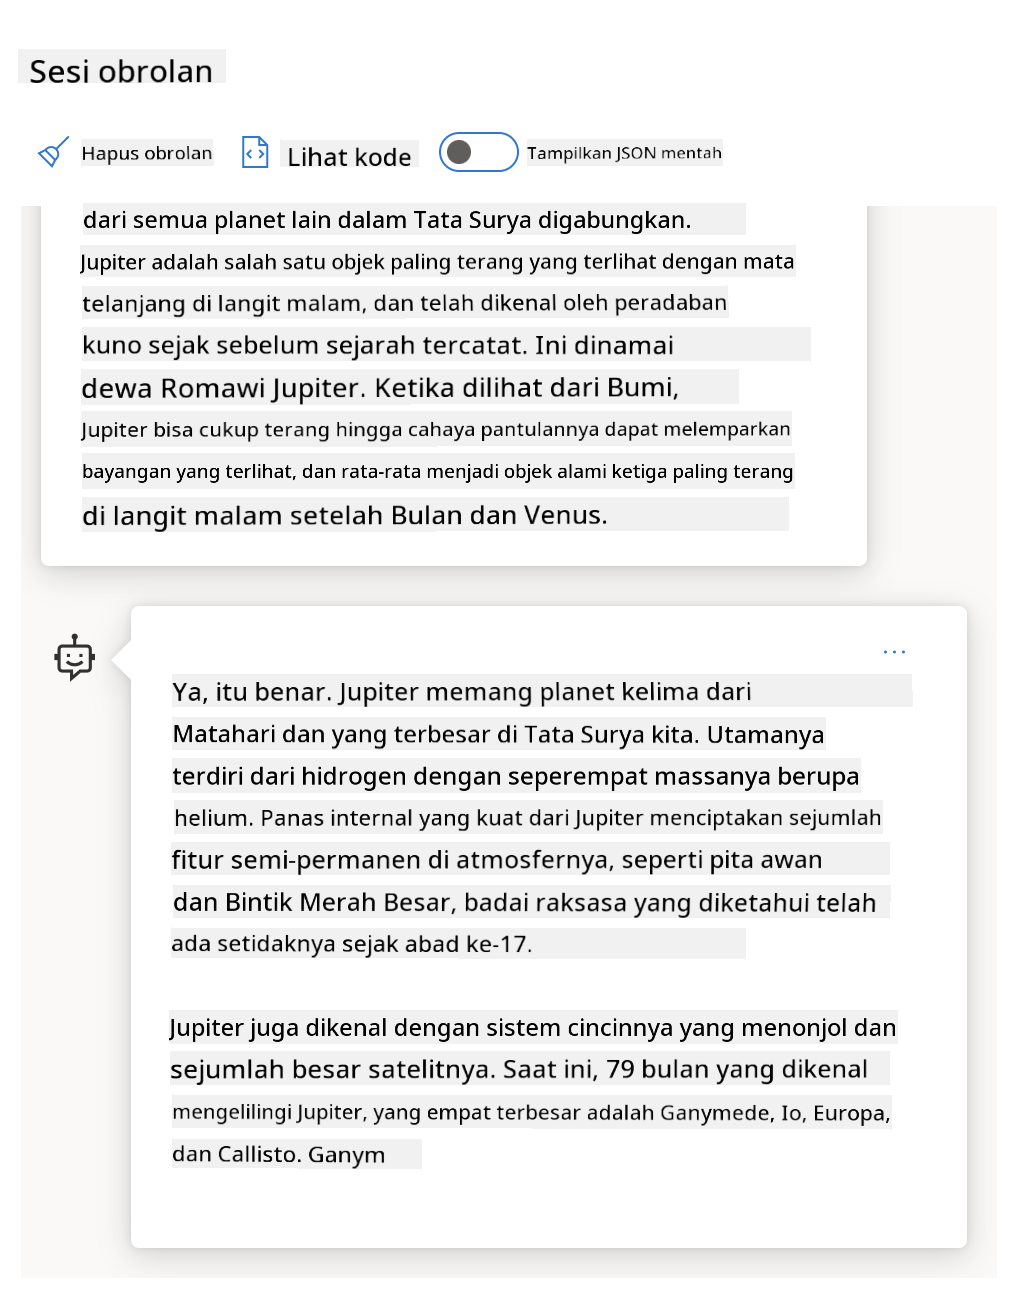 Sesi obrolan
Hapus obrolan
Lihat kode
Tampilkan JSON mentah
dari semua planet lain dalam Tata Surya digabungkan.
Jupiter adalah salah satu objek paling terang yang terlihat dengan mata
telanjang di langit malam, dan telah dikenal oleh peradaban
kuno sejak sebelum sejarah tercatat. Ini dinamai
dewa Romawi Jupiter. Ketika dilihat dari Bumi,
Jupiter bisa cukup terang hingga cahaya pantulannya dapat melemparkan
bayangan yang terlihat, dan rata-rata menjadi objek alami ketiga paling terang
di langit malam setelah Bulan dan Venus.
Ya, itu benar. Jupiter memang planet kelima dari
Matahari dan yang terbesar di Tata Surya kita. Utamanya
terdiri dari hidrogen dengan seperempat massanya berupa
helium. Panas internal yang kuat dari Jupiter menciptakan sejumlah
fitur semi-permanen di atmosfernya, seperti pita awan
dan Bintik Merah Besar, badai raksasa yang diketahui telah
ada setidaknya sejak abad ke-17.
Jupiter juga dikenal dengan sistem cincinnya yang menonjol dan
sejumlah besar satelitnya. Saat ini, 79 bulan yang dikenal
mengelilingi Jupiter, yang empat terbesar adalah Ganymede, Io, Europa,
dan Callisto. Ganym